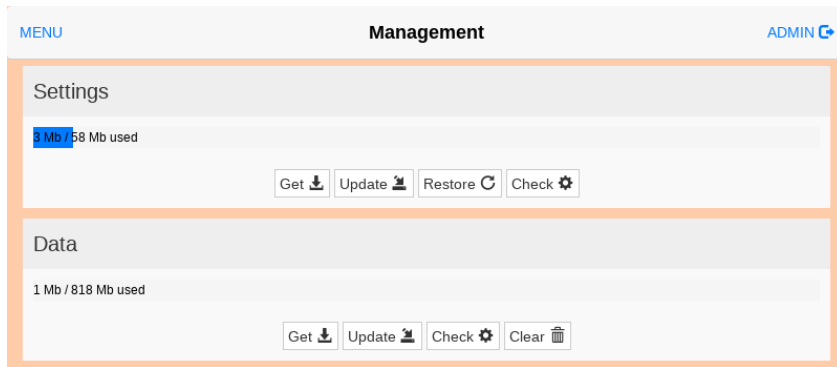 MENU Management ADMIN
Settings
3 Mb / 58 Mb used
Get Update Restore Check
Data
1 Mb / 818 Mb used
Get Update Check Clear